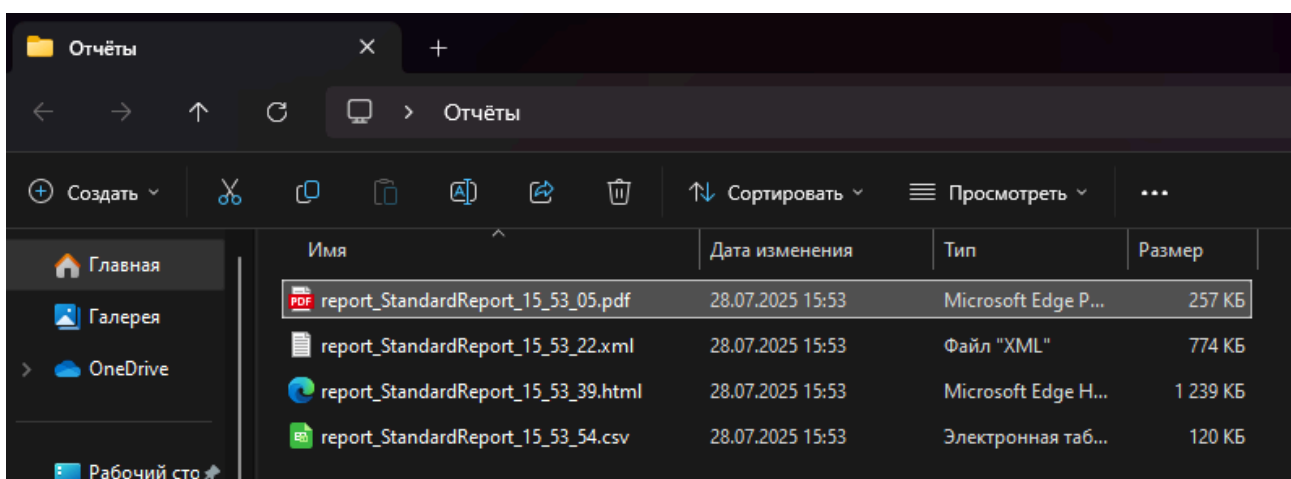 Отчёты
Отчёты
Создать
Сортировать
Просмотреть
Главная
Галерея
OneDrive
Рабочий сто
Имя Дата изменения Тип Размер
PDF report_StandardReport_15_53_05.pdf 28.07.2025 15:53 Microsoft Edge P... 257 КБ
report_StandardReport_15_53_22.xml 28.07.2025 15:53 Файл "XML" 774 КБ
report_StandardReport_15_53_39.html 28.07.2025 15:53 Microsoft Edge H... 1 239 КБ
report_StandardReport_15_53_54.csv 28.07.2025 15:53 Электронная таб... 120 КБ